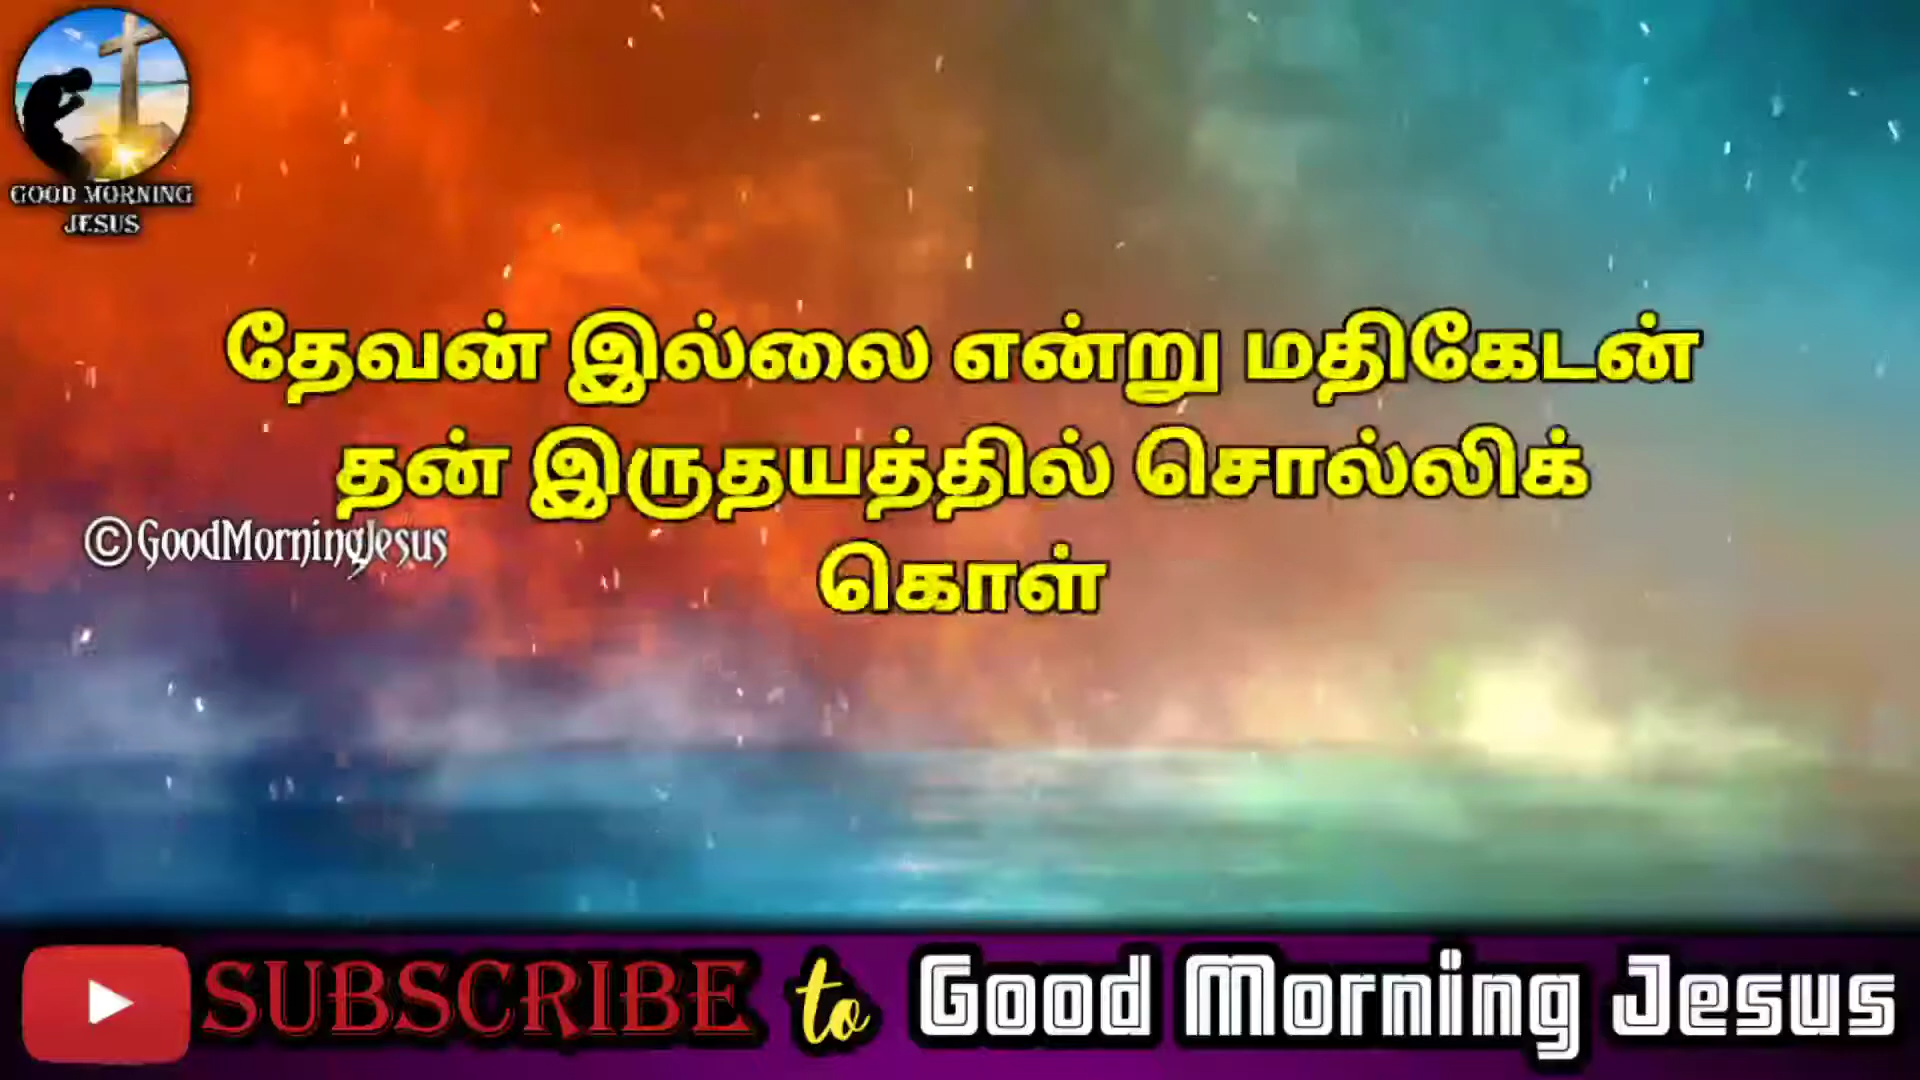 GOOD MORNING
JESUS
தேவன் இல்லை என்று மதிகேடன்
தன் இருதயத்தில் சொல்லிக்
கொள்
©GoodMorningJesus
SUBSCRIBE to Good Morning Jesus